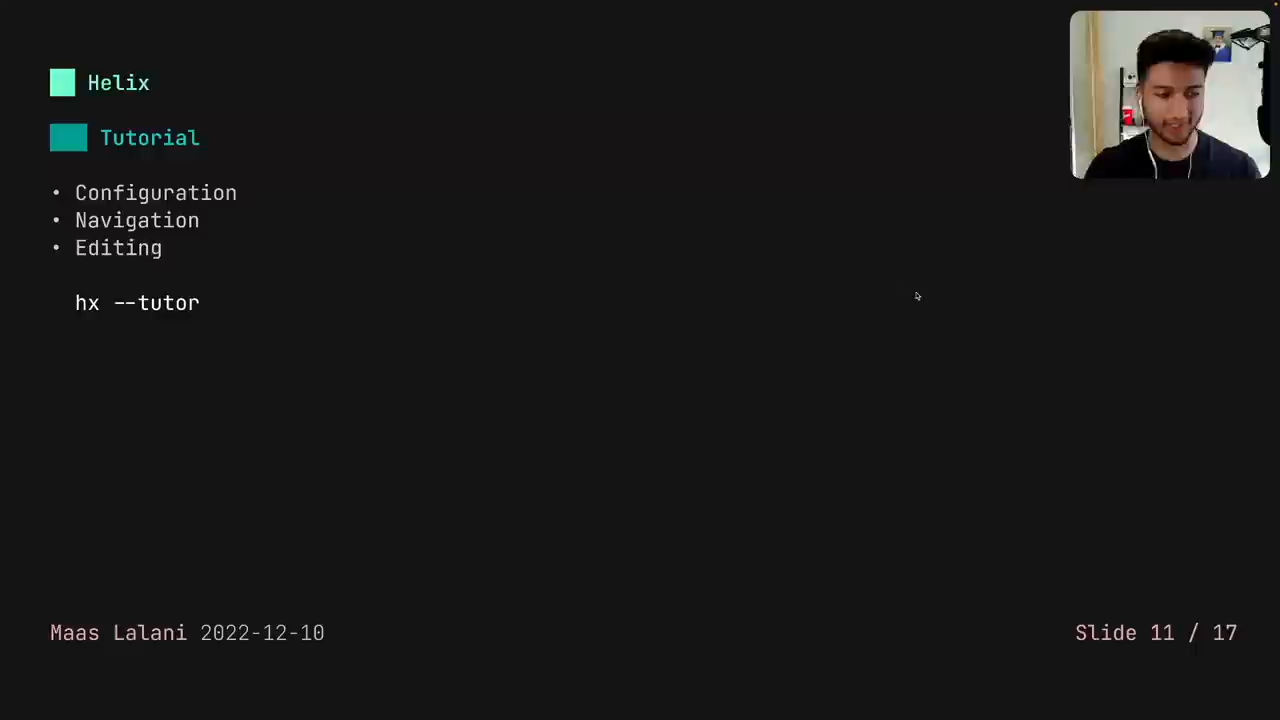 Helix
Tutorial
• Configuration
• Navigation
• Editing
hx --tutor
Maas Lalani 2022-12-10
Slide 11 / 17